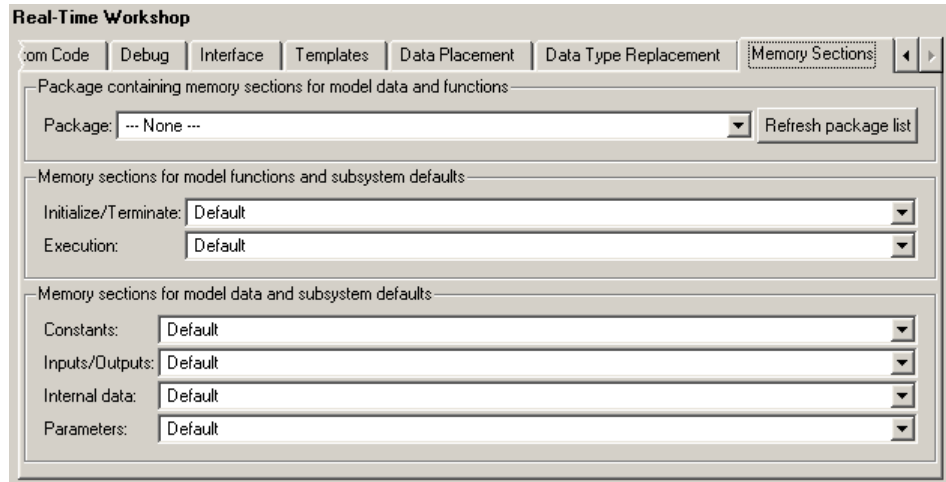 Real-Time Workshop
om Code Debug Interface Templates Data Placement Data Type Replacement Memory Sections
Package containing memory sections for model data and functions
Package: --- None --- Refresh package list
Memory sections for model functions and subsystem defaults
Initialize/Terminate: Default
Execution: Default
Memory sections for model data and subsystem defaults
Constants: Default
Inputs/Outputs: Default
Internal data: Default
Parameters: Default